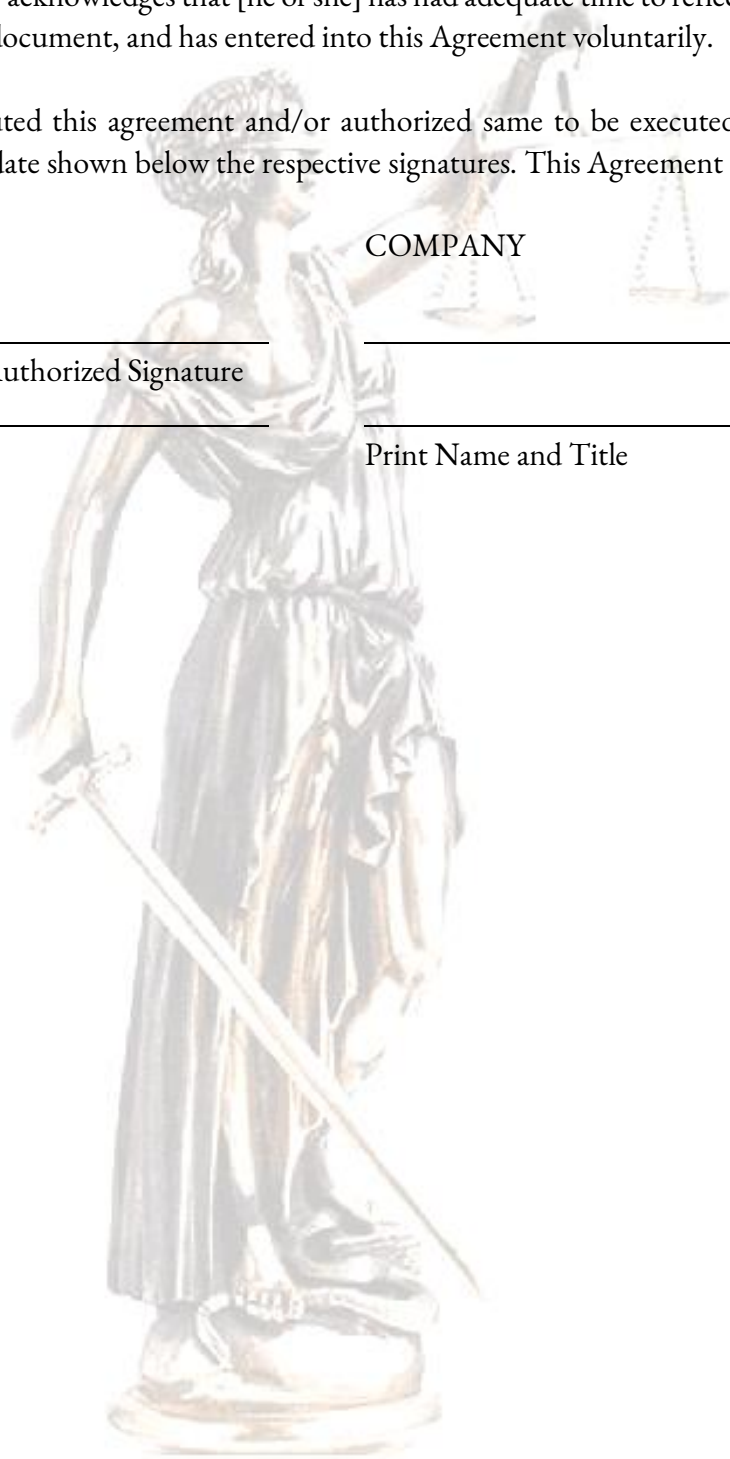 acknowledges that [he or she] has had adequate time to
document, and has entered into this Agreement voluntarily.
uted this agreement and/or authorized same to be executed
date shown below the respective signatures. This Agreement
COMPANY
Authorized Signature
Print Name and Title